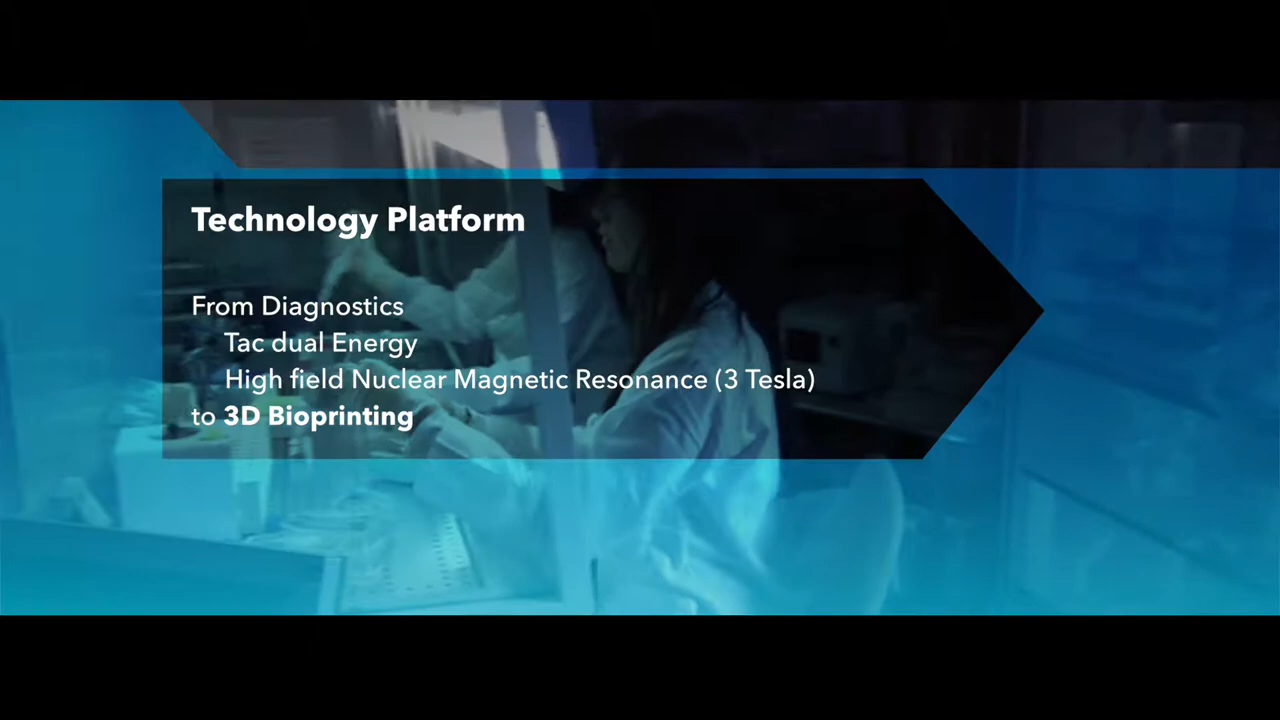 Technology Platform
From Diagnostics
Tac dual Energy
High field Nuclear Magnetic Resonance (3 Tesla)
to 3D Bioprinting